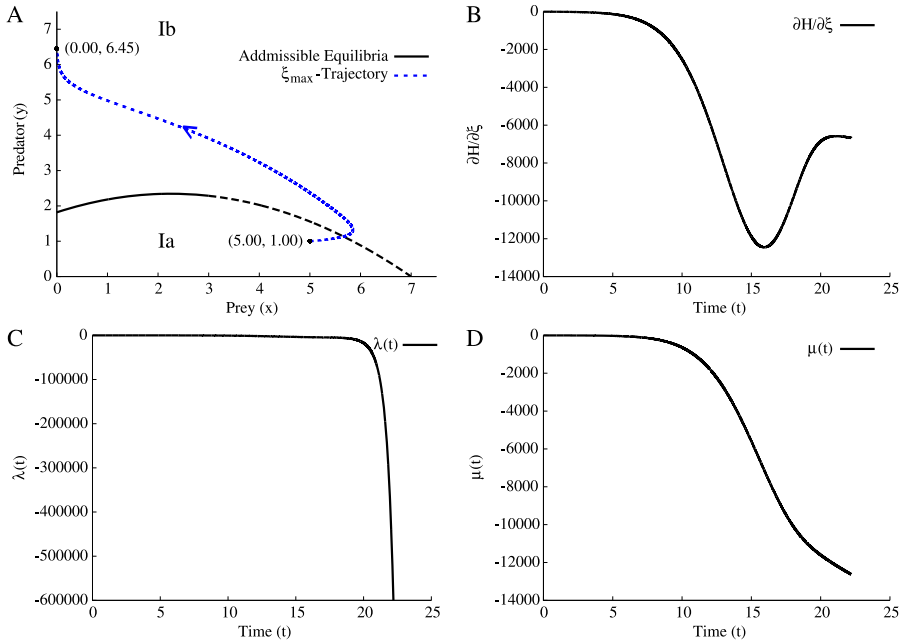 A
Ib
(0.00, 6.45)
Addmissible Equilibria
ξmax-Trajectory
Ia
(5.00, 1.00)
7
6
5
4
3
2
1
0
0 1 2 3 4 5 6 7
Predator (y)
Prey (x)
B
∂H/∂ξ
0
-2000
-4000
-6000
-8000
-10000
-12000
-14000
0 5 10 15 20 25
∂H/∂ξ
Time (t)
C
λ(t)
0
-100000
-200000
-300000
-400000
-500000
-600000
0 5 10 15 20 25
λ(t)
Time (t)
D
μ(t)
0
-2000
-4000
-6000
-8000
-10000
-12000
-14000
0 5 10 15 20 25
μ(t)
Time (t)